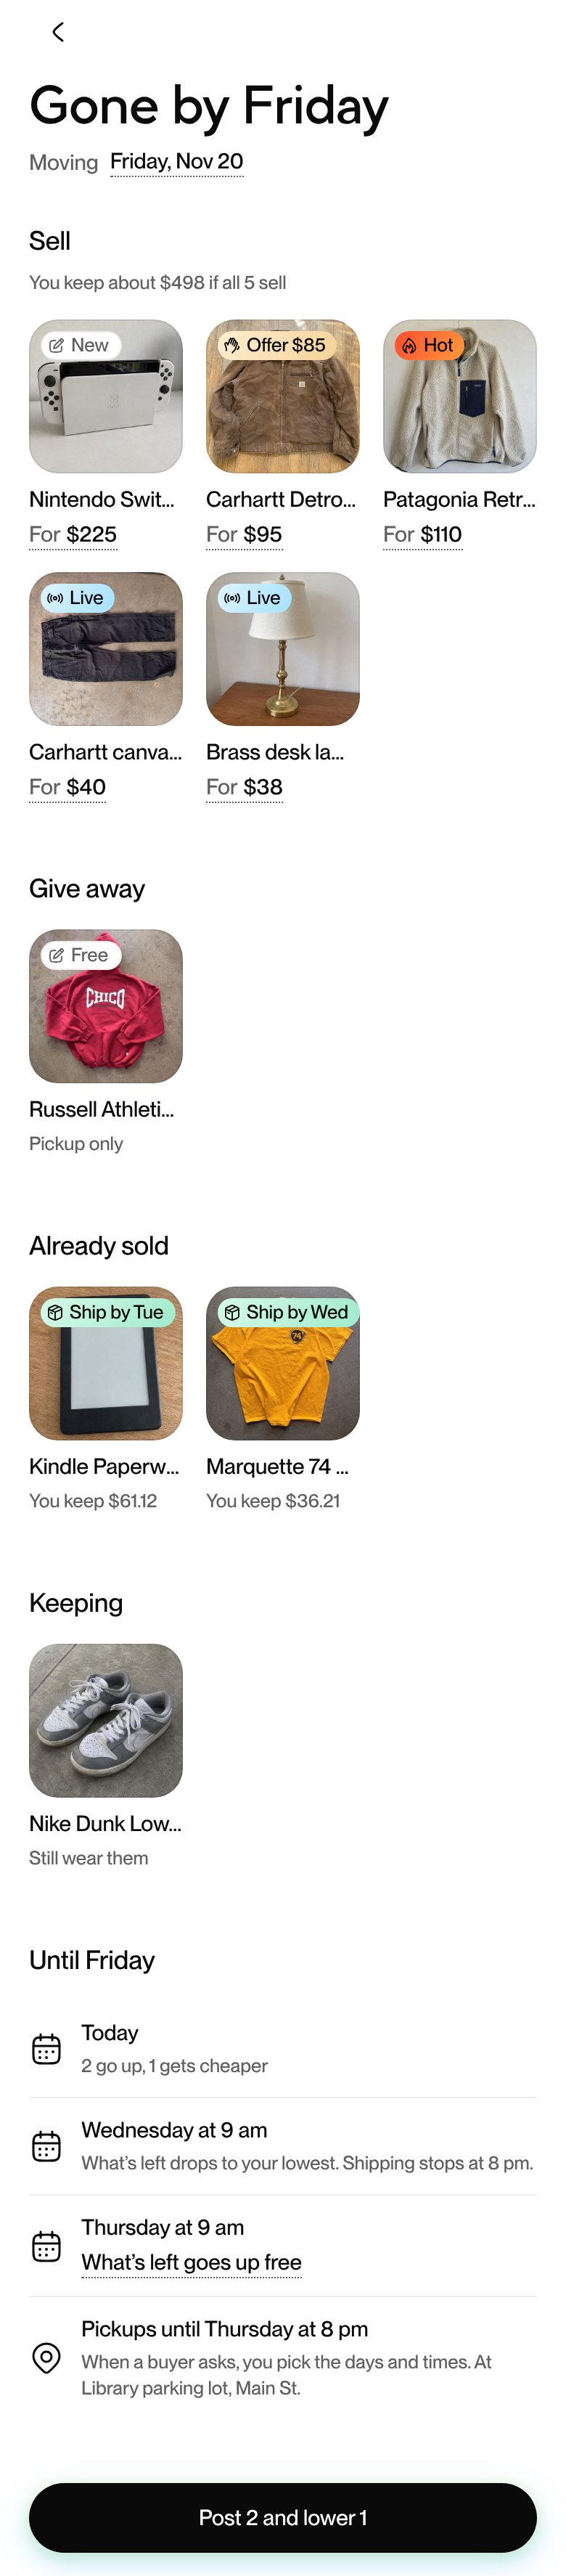 Gone by Friday
Moving Friday, Nov 20
Sell
You keep about $498 if all 5 sell
New
Offer $85
Hot
Nintendo Swit...
Carhartt Detro...
Patagonia Retr...
For $225
For $95
For $110
Live
Live
Carhartt canva...
Brass desk la...
For $40
For $38
Give away
Free
CHICO
Russell Athleti...
Pickup only
Already sold
Ship by Tue
Ship by Wed
74
Kindle Paperw...
Marquette 74 ...
You keep $61.12
You keep $36.21
Keeping
Nike Dunk Low...
Still wear them
Until Friday
Today
2 go up, 1 gets cheaper
Wednesday at 9 am
What’s left drops to your lowest. Shipping stops at 8 pm.
Thursday at 9 am
What’s left goes up free
Pickups until Thursday at 8 pm
When a buyer asks, you pick the days and times. At
Library parking lot, Main St.
Post 2 and lower 1